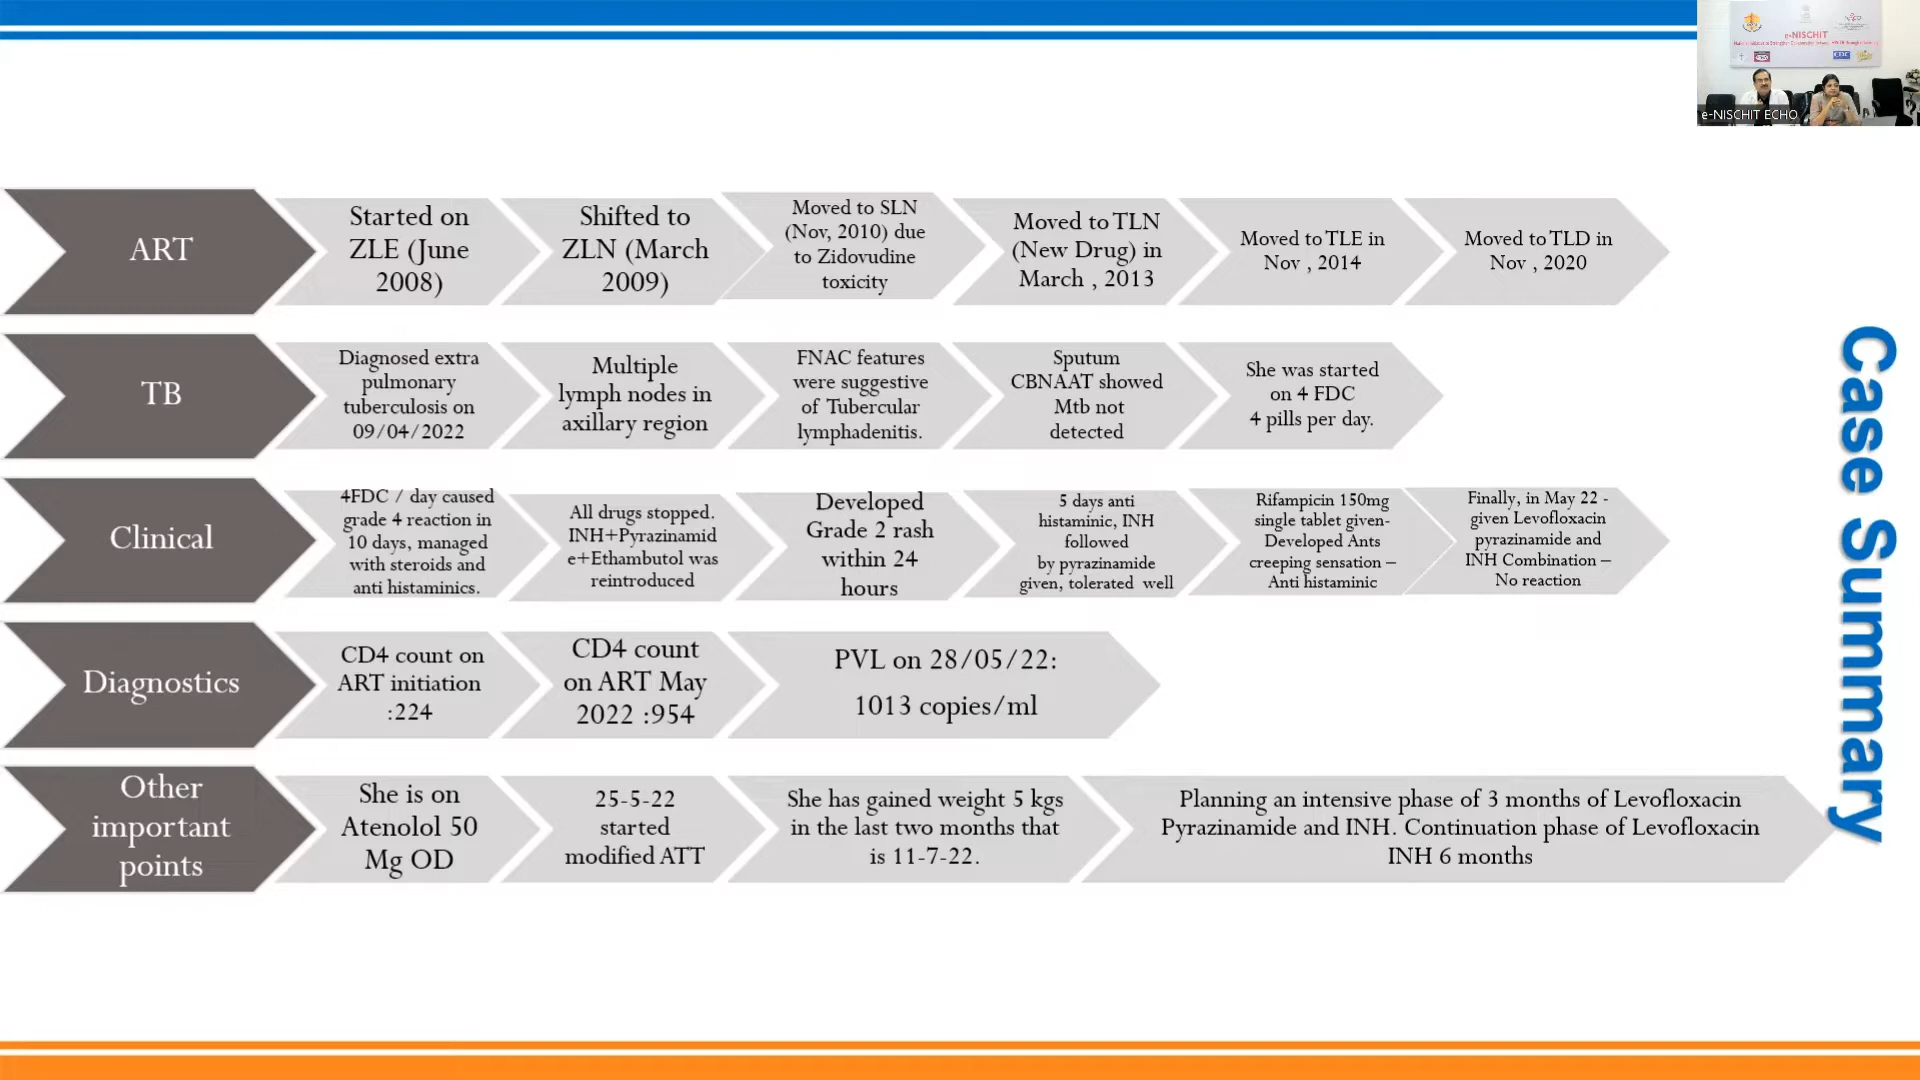 e-NISCHIT
e-NISCHIT ECHO
ART
Started on
ZLE (June
2008)
Shifted to
ZLN (March
2009)
Moved to SLN
(Nov, 2010) due
to Zidovudine
toxicity
Moved to TLN
(New Drug) in
March , 2013
Moved to TLE in
Nov , 2014
Moved to TLD in
Nov , 2020
TB
Diagnosed extra
pulmonary
tuberculosis on
09/04/2022
Multiple
lymph nodes in
axillary region
FNAC features
were suggestive
of Tubercular
lymphadenitis.
Sputum
CBNAAT showed
Mtb not
detected
She was started
on 4 FDC
4 pills per day.
Clinical
4FDC / day caused
grade 4 reaction in
10 days, managed
with steroids and
anti histaminics.
All drugs stopped.
INH+Pyrazinamid
e+Ethambutol was
reintroduced
Developed
Grade 2 rash
within 24
hours
5 days anti
histaminic, INH
followed
by pyrazinamide
given, tolerated well
Rifampicin 150mg
single tablet given-
Developed Ants
creeping sensation –
Anti histaminic
Finally, in May 22 -
given Levofloxacin
pyrazinamide and
INH Combination –
No reaction
Diagnostics
CD4 count on
ART initiation
:224
CD4 count
on ART May
2022 :954
PVL on 28/05/22:
1013 copies/ml
Other
important
points
She is on
Atenolol 50
Mg OD
25-5-22
started
modified ATT
She has gained weight 5 kgs
in the last two months that
is 11-7-22.
Planning an intensive phase of 3 months of Levofloxacin
Pyrazinamide and INH. Continuation phase of Levofloxacin
INH 6 months
Case Summary